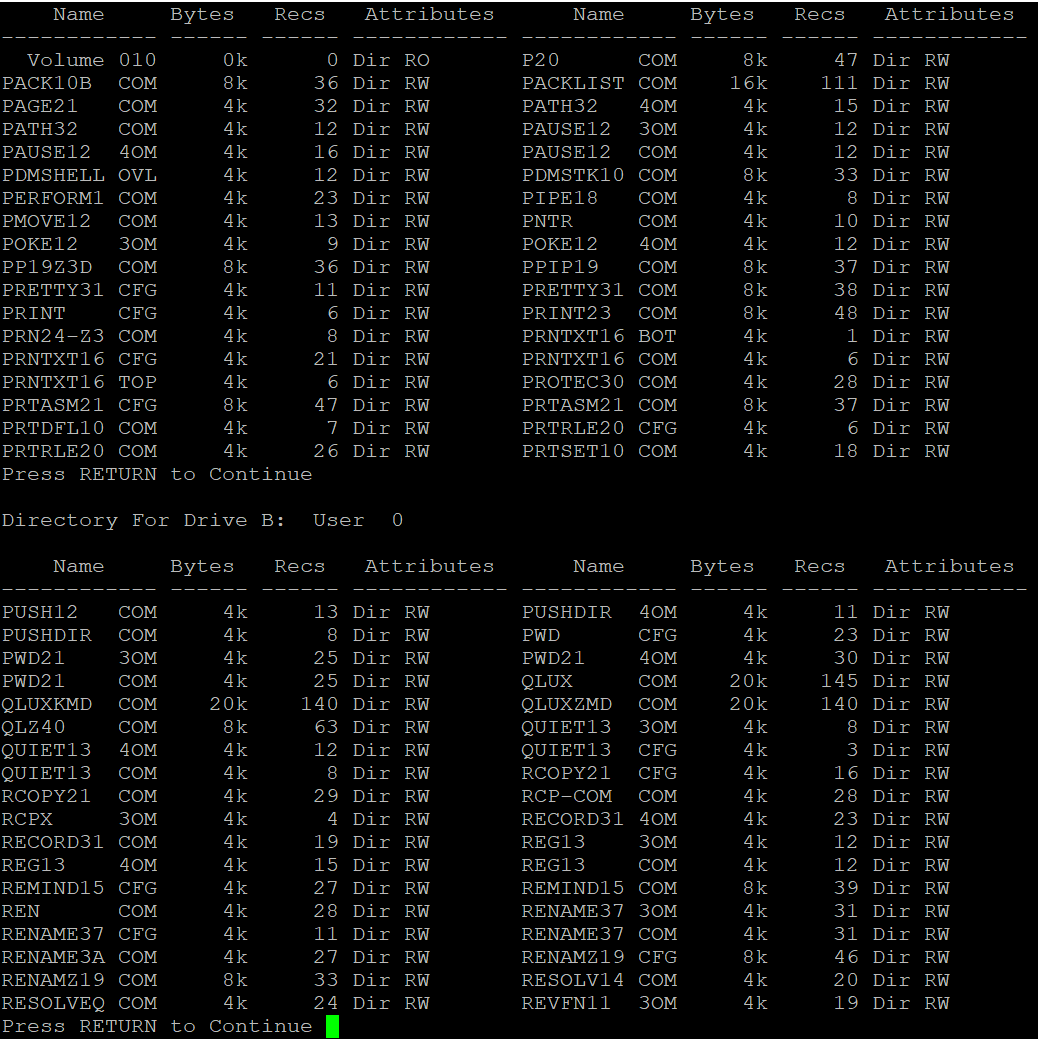 Name     Bytes   Recs   Attributes      Name     Bytes   Recs   Attributes
------------ ------ ------ ------------ ------------ ------ ------ ------------
  Volume 010     0k      0 Dir RO       P20      COM     8k     47 Dir RW
PACK10B  COM     8k     36 Dir RW       PACKLIST COM    16k    111 Dir RW
PAGE21   COM     4k     32 Dir RW       PATH32   4OM     4k     15 Dir RW
PATH32   COM     4k     12 Dir RW       PAUSE12  3OM     4k     12 Dir RW
PAUSE12  4OM     4k     16 Dir RW       PAUSE12  COM     4k     12 Dir RW
PDMSHELL OVL     4k     12 Dir RW       PDMSTK10 COM     8k     33 Dir RW
PERFORM1 COM     4k     23 Dir RW       PIPE18   COM     4k      8 Dir RW
PMOVE12  COM     4k     13 Dir RW       PNTR     COM     4k     10 Dir RW
POKE12   3OM     4k      9 Dir RW       POKE12   4OM     4k     12 Dir RW
PP19Z3D  COM     8k     36 Dir RW       PPIP19   COM     8k     37 Dir RW
PRETTY31 CFG     4k     11 Dir RW       PRETTY31 COM     8k     38 Dir RW
PRINT    CFG     4k      6 Dir RW       PRINT23  COM     8k     48 Dir RW
PRN24-Z3 COM     4k      8 Dir RW       PRNTXT16 BOT     4k      1 Dir RW
PRNTXT16 CFG     4k     21 Dir RW       PRNTXT16 COM     4k      6 Dir RW
PRNTXT16 TOP     4k      6 Dir RW       PROTEC30 COM     4k     28 Dir RW
PRTASM21 CFG     8k     47 Dir RW       PRTASM21 COM     8k     37 Dir RW
PRTDFL10 COM     4k      7 Dir RW       PRTRLE20 CFG     4k      6 Dir RW
PRTRLE20 COM     4k     26 Dir RW       PRTSET10 COM     4k     18 Dir RW
Press RETURN to Continue
Directory For Drive B:  User  0
    Name     Bytes   Recs   Attributes      Name     Bytes   Recs   Attributes
------------ ------ ------ ------------ ------------ ------ ------ ------------
PUSH12   COM     4k     13 Dir RW       PUSHDIR  4OM     4k     11 Dir RW
PUSHDIR  COM     4k      8 Dir RW       PWD      CFG     4k     23 Dir RW
PWD21    3OM     4k     25 Dir RW       PWD21    4OM     4k     30 Dir RW
PWD21    COM     4k     25 Dir RW       QLUX     COM    20k    145 Dir RW
QLUXKMD  COM    20k    140 Dir RW       QLUXZMD  COM    20k    140 Dir RW
QLZ40    COM     8k     63 Dir RW       QUIET13  3OM     4k      8 Dir RW
QUIET13  4OM     4k     12 Dir RW       QUIET13  CFG     4k      3 Dir RW
QUIET13  COM     4k      8 Dir RW       RCOPY21  CFG     4k     16 Dir RW
RCOPY21  COM     4k     29 Dir RW       RCP-COM  COM     4k     28 Dir RW
RCPX     3OM     4k      4 Dir RW       RECORD31 4OM     4k     23 Dir RW
RECORD31 COM     4k     19 Dir RW       REG13    3OM     4k     12 Dir RW
REG13    4OM     4k     15 Dir RW       REG13    COM     4k     12 Dir RW
REMIND15 CFG     4k     27 Dir RW       REMIND15 COM     8k     39 Dir RW
REN      COM     4k     28 Dir RW       RENAME37 3OM     4k     31 Dir RW
RENAME37 CFG     4k     11 Dir RW       RENAME37 COM     4k     31 Dir RW
RENAME3A COM     4k     27 Dir RW       RENAMZ19 CFG     8k     46 Dir RW
RENAMZ19 COM     8k     33 Dir RW       RESOLV14 COM     4k     20 Dir RW
RESOLVEQ COM     4k     24 Dir RW       REVFN11  3OM     4k     19 Dir RW
Press RETURN to Continue